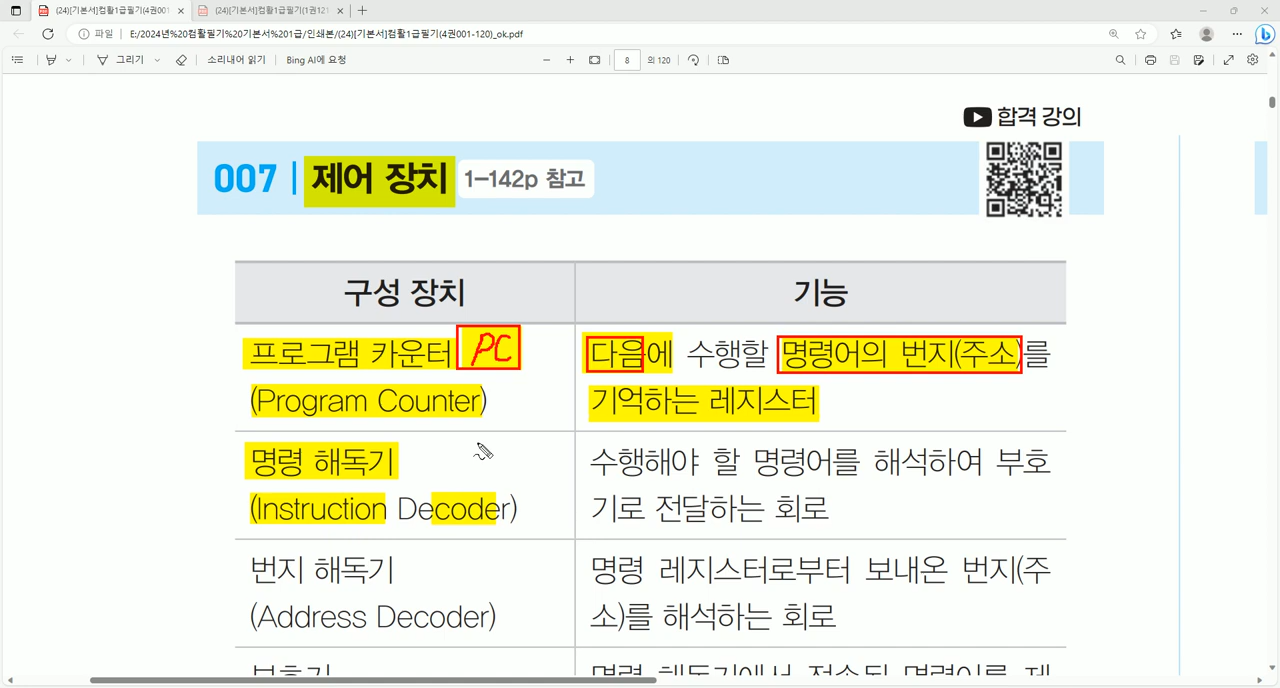 (24)[기본서]컴활1급필기(4권001
(24)[기본서]컴활1급필기(1권121
파일
E:/2024년%20컴활필기%20기본서%201급/인쇄본/(24)[기본서]컴활1급필기(4권001-120)_ok.pdf
그리기
소리내어 읽기
Bing AI에 요청
8
의 120
합격 강의
007 | 제어 장치 1-142p 참고
구성 장치
기능
프로그램 카운터 PC
(Program Counter)
다음에 수행할 명령어의 번지(주소)를
기억하는 레지스터
명령 해독기
(Instruction Decoder)
수행해야 할 명령어를 해석하여 부호
기로 전달하는 회로
번지 해독기
(Address Decoder)
명령 레지스터로부터 보내온 번지(주
소)를 해석하는 회로